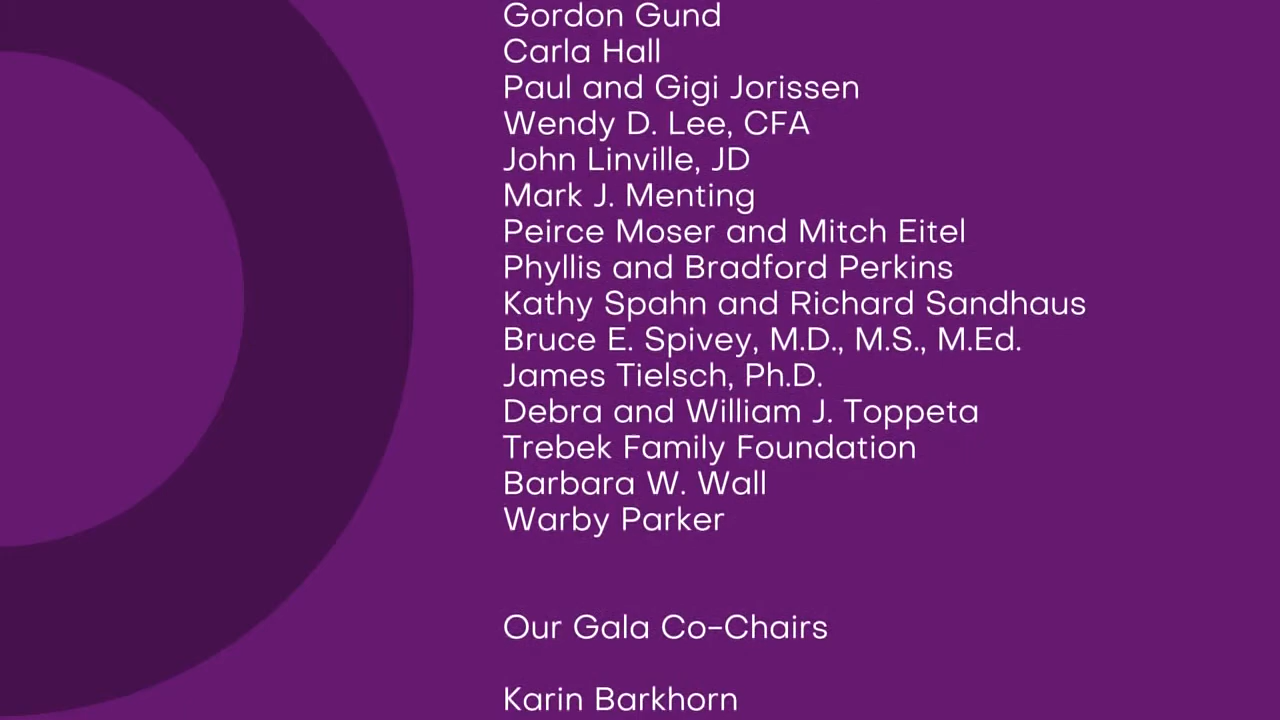 Gordon Gund
Carla Hall
Paul and Gigi Jorissen
Wendy D. Lee, CFA
John Linville, JD
Mark J. Menting
Peirce Moser and Mitch Eitel
Phyllis and Bradford Perkins
Kathy Spahn and Richard Sandhaus
Bruce E. Spivey, M.D., M.S., M.Ed.
James Tielsch, Ph.D.
Debra and William J. Toppeta
Trebek Family Foundation
Barbara W. Wall
Warby Parker
Our Gala Co-Chairs
Karin Barkhorn